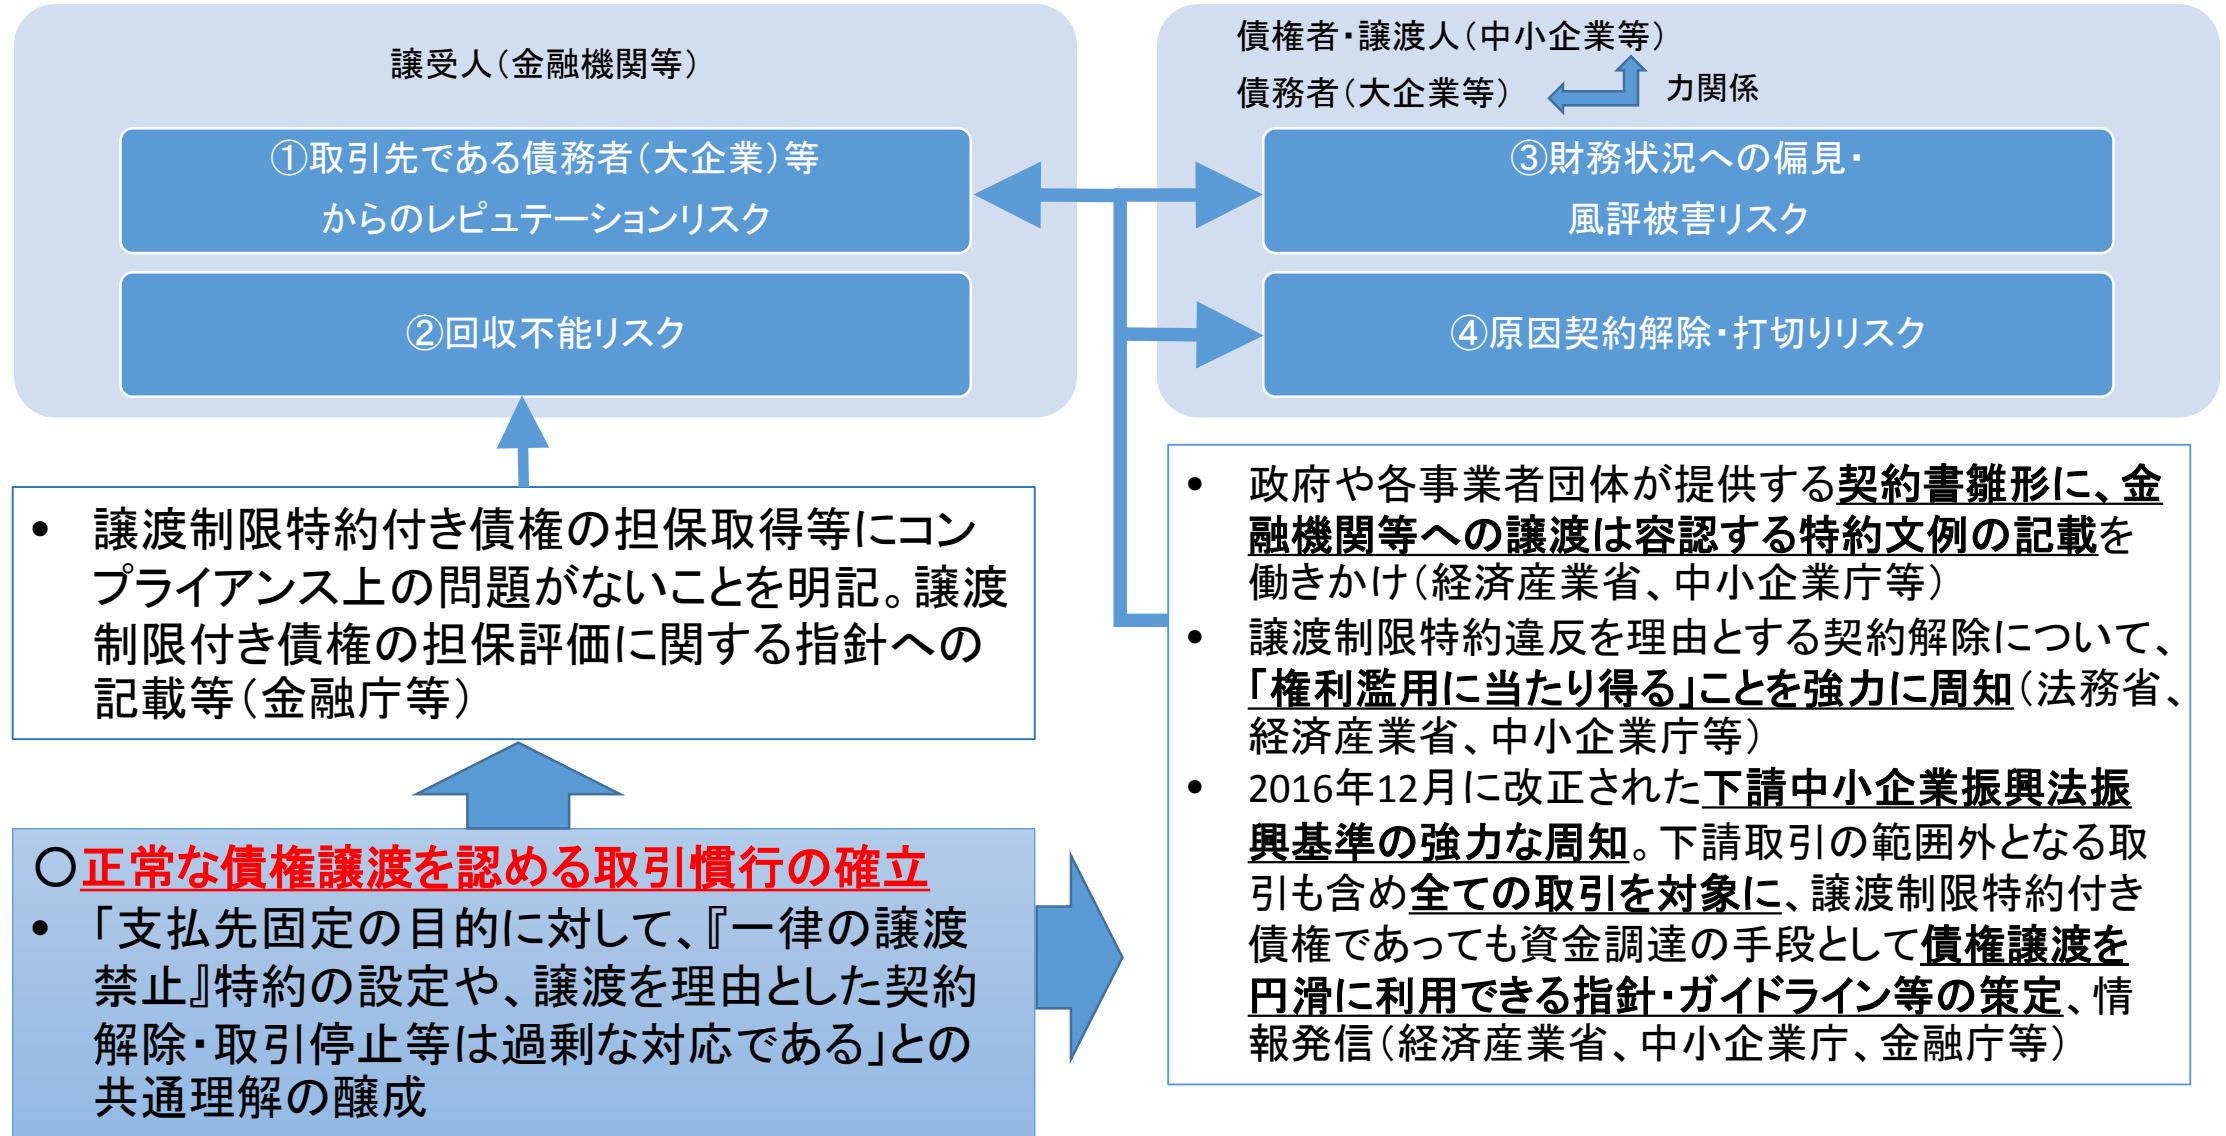 譲受人（金融機関等）
①取引先である債務者（大企業）等
からのレピュテーションリスク
②回収不能リスク
債権者・譲渡人（中小企業等）
債務者（大企業等）
力関係
③財務状況への偏見・
風評被害リスク
④原因契約解除・打切りリスク
• 譲渡制限特約付き債権の担保取得等にコン
プライアンス上の問題がないことを明記。譲渡
制限付き債権の担保評価に関する指針への
記載等（金融庁等）
○正常な債権譲渡を認める取引慣行の確立
• 「支払先固定の目的に対して、『一律の譲渡
禁止』特約の設定や、譲渡を理由とした契約
解除・取引停止等は過剰な対応である」との
共通理解の醸成
• 政府や各事業者団体が提供する契約書雛形に、金
融機関等への譲渡は容認する特約文例の記載を
働きかけ（経済産業省、中小企業庁等）
• 譲渡制限特約違反を理由とする契約解除について、
「権利濫用に当たり得る」ことを強力に周知（法務省、
経済産業省、中小企業庁等）
• 2016年12月に改正された下請中小企業振興法振
興基準の強力な周知。下請取引の範囲外となる取
引も含め全ての取引を対象に、譲渡制限特約付き
債権であっても資金調達の手段として債権譲渡を
円滑に利用できる指針・ガイドライン等の策定、情
報発信（経済産業省、中小企業庁、金融庁等）